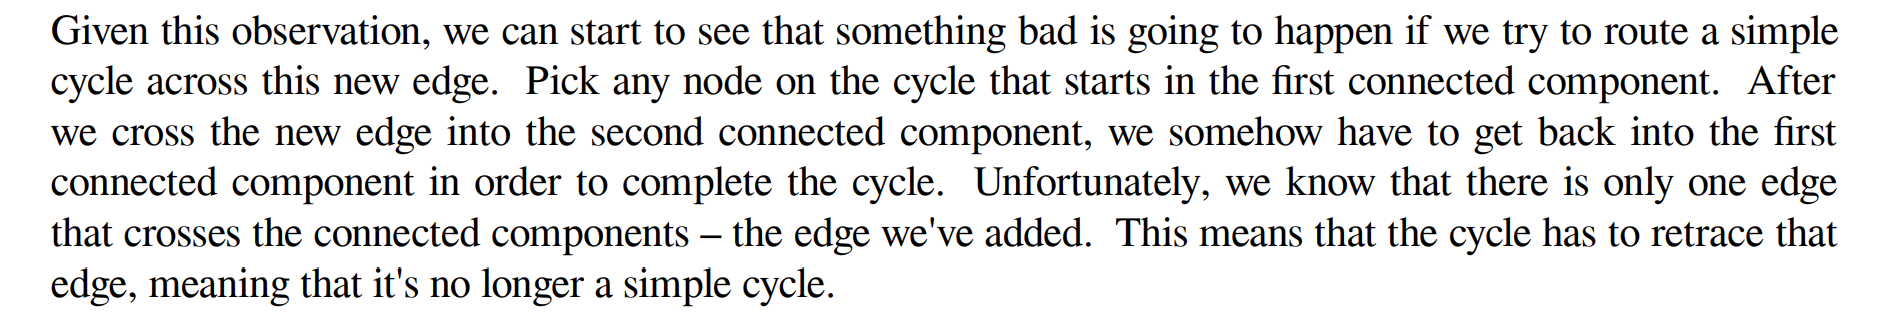 Given this observation, we can start to see that something bad is going to happen if we try to route a simple
cycle across this new edge. Pick any node on the cycle that starts in the first connected component. After
we cross the new edge into the second connected component, we somehow have to get back into the first
connected component in order to complete the cycle. Unfortunately, we know that there is only one edge
that crosses the connected components – the edge we've added. This means that the cycle has to retrace that
edge, meaning that it's no longer a simple cycle.